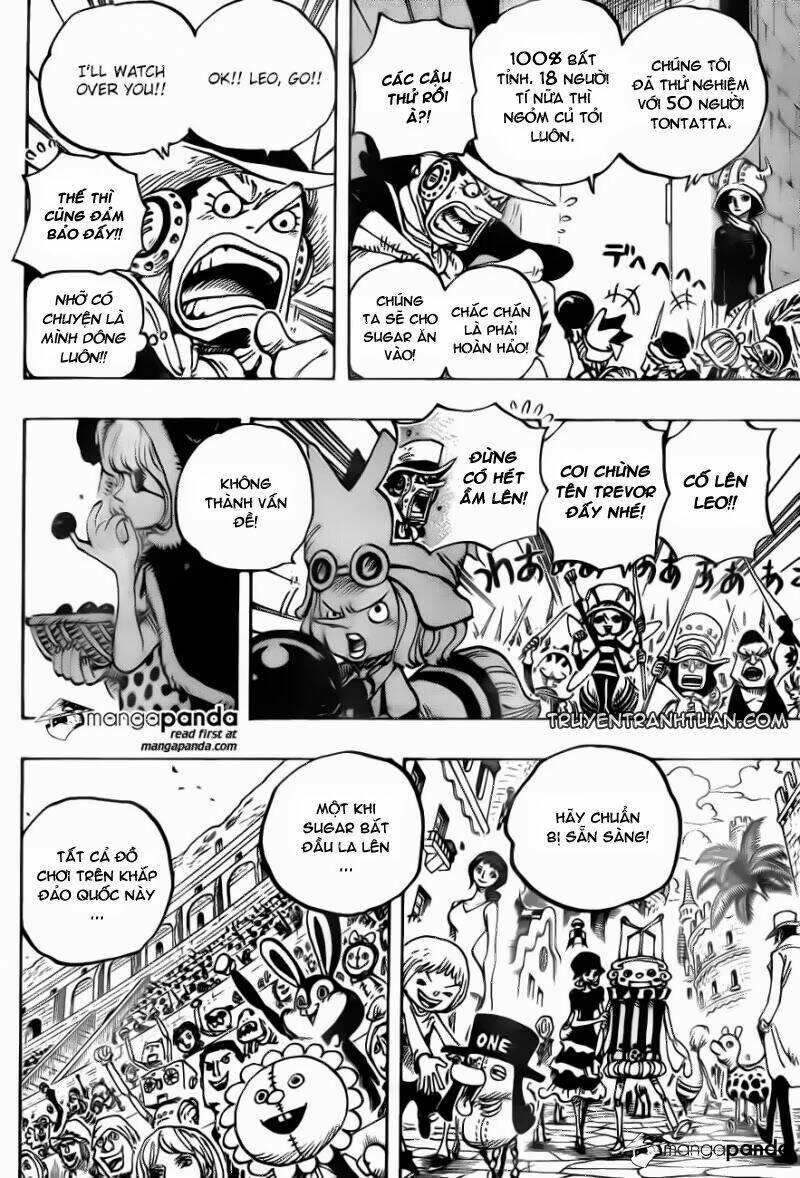 I'LL WATCH
OVER YOU!!
OK!! LEO, GO!!
THẾ THÌ
CŨNG ĐẢM
BẢO ĐẤY!!
NHỠ CÓ
CHUYỆN LÀ
MÌNH DÔNG
LUÔN!!
CÁC CẬU
THỬ RỒI
À?!
100% BẤT
TỈNH. 18 NGƯỜI
TÍ NỮA THÌ
NGỎM CỦ TỎI
LUÔN.
CHÚNG TÔI
ĐÃ THỬ NGHIỆM
VỚI 50 NGƯỜI
TONTATTA.
CHÚNG
TA SẼ CHO
SUGAR ĂN
VÀO!
CHẮC CHẮN
LÀ PHẢI
HOÀN HẢO!
デヘヘ
KHÔNG
THÀNH VẤN
ĐỀ!
ĐỪNG
CÓ HÉT
ẦM LÊN!
COI CHỪNG
TÊN TREVOR
ĐẤY NHÉ!
CỐ LÊN
LEO!!
mangapanda
read first at
mangapanda.com
TRUYENTRANHTUAN.COM
TẤT CẢ ĐỒ
CHƠI TRÊN KHẮP
ĐẢO QUỐC NÀY
...
MỘT KHI
SUGAR BẮT
ĐẦU LA LÊN
...
HÃY CHUẨN
BỊ SẴN SÀNG!
ONE
mangapanda